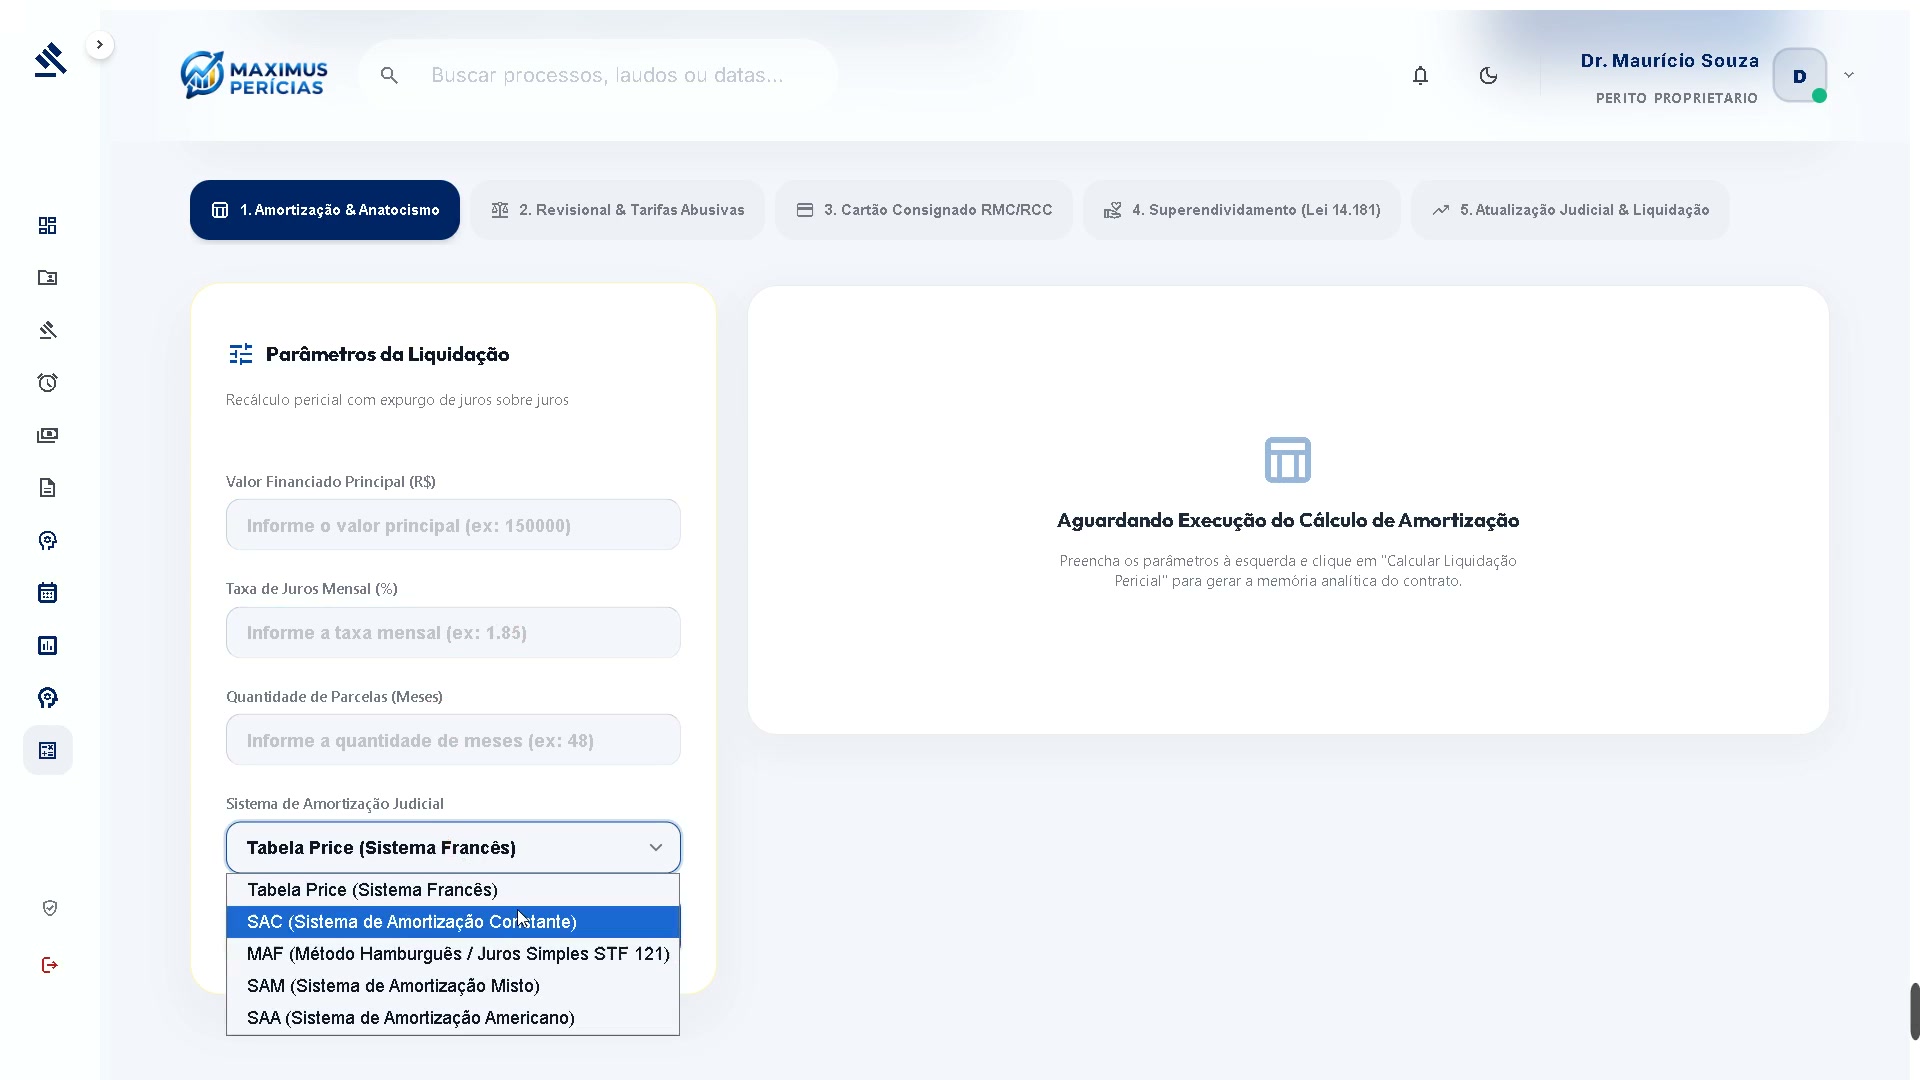 MAXIMUS
PERÍCIAS
Buscar processos, laudos ou datas...
Dr. Maurício Souza
PERITO PROPRIETARIO
D
1. Amortização & Anatocismo
2. Revisional & Tarifas Abusivas
3. Cartão Consignado RMC/RCC
4. Superendividamento (Lei 14.181)
5. Atualização Judicial & Liquidação
Parâmetros da Liquidação
Recálculo pericial com expurgo de juros sobre juros
Valor Financiado Principal (R$)
Informe o valor principal (ex: 150000)
Taxa de Juros Mensal (%)
Informe a taxa mensal (ex: 1.85)
Quantidade de Parcelas (Meses)
Informe a quantidade de meses (ex: 48)
Sistema de Amortização Judicial
Tabela Price (Sistema Francês)
Tabela Price (Sistema Francês)
SAC (Sistema de Amortização Constante)
MAF (Método Hamburguês / Juros Simples STF 121)
SAM (Sistema de Amortização Misto)
SAA (Sistema de Amortização Americano)
Aguardando Execução do Cálculo de Amortização
Preencha os parâmetros à esquerda e clique em "Calcular Liquidação
Pericial" para gerar a memória analítica do contrato.